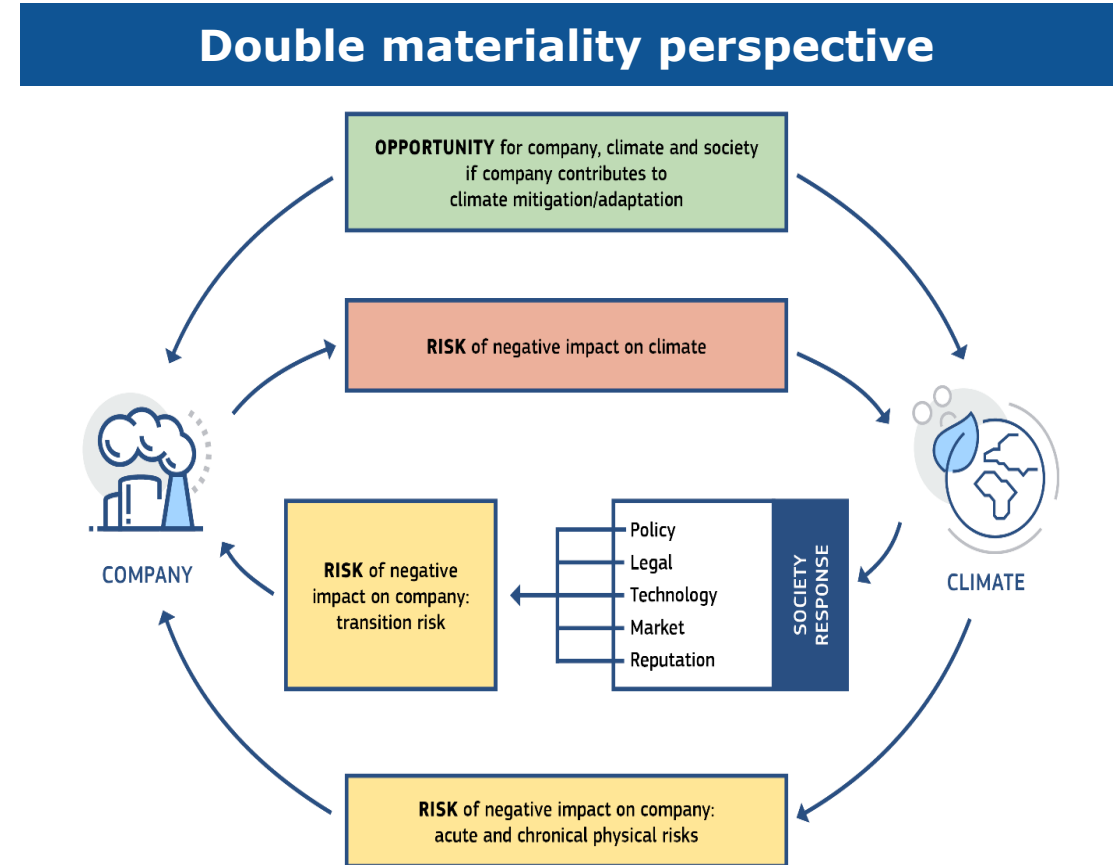 Double materiality perspective
OPPORTUNITY for company, climate and society
if company contributes to
climate mitigation/adaptation
RISK of negative impact on climate
COMPANY
RISK of negative
impact on company:
transition risk
Policy
Legal
Technology
Market
Reputation
SOCIETY
RESPONSE
CLIMATE
RISK of negative impact on company:
acute and chronical physical risks